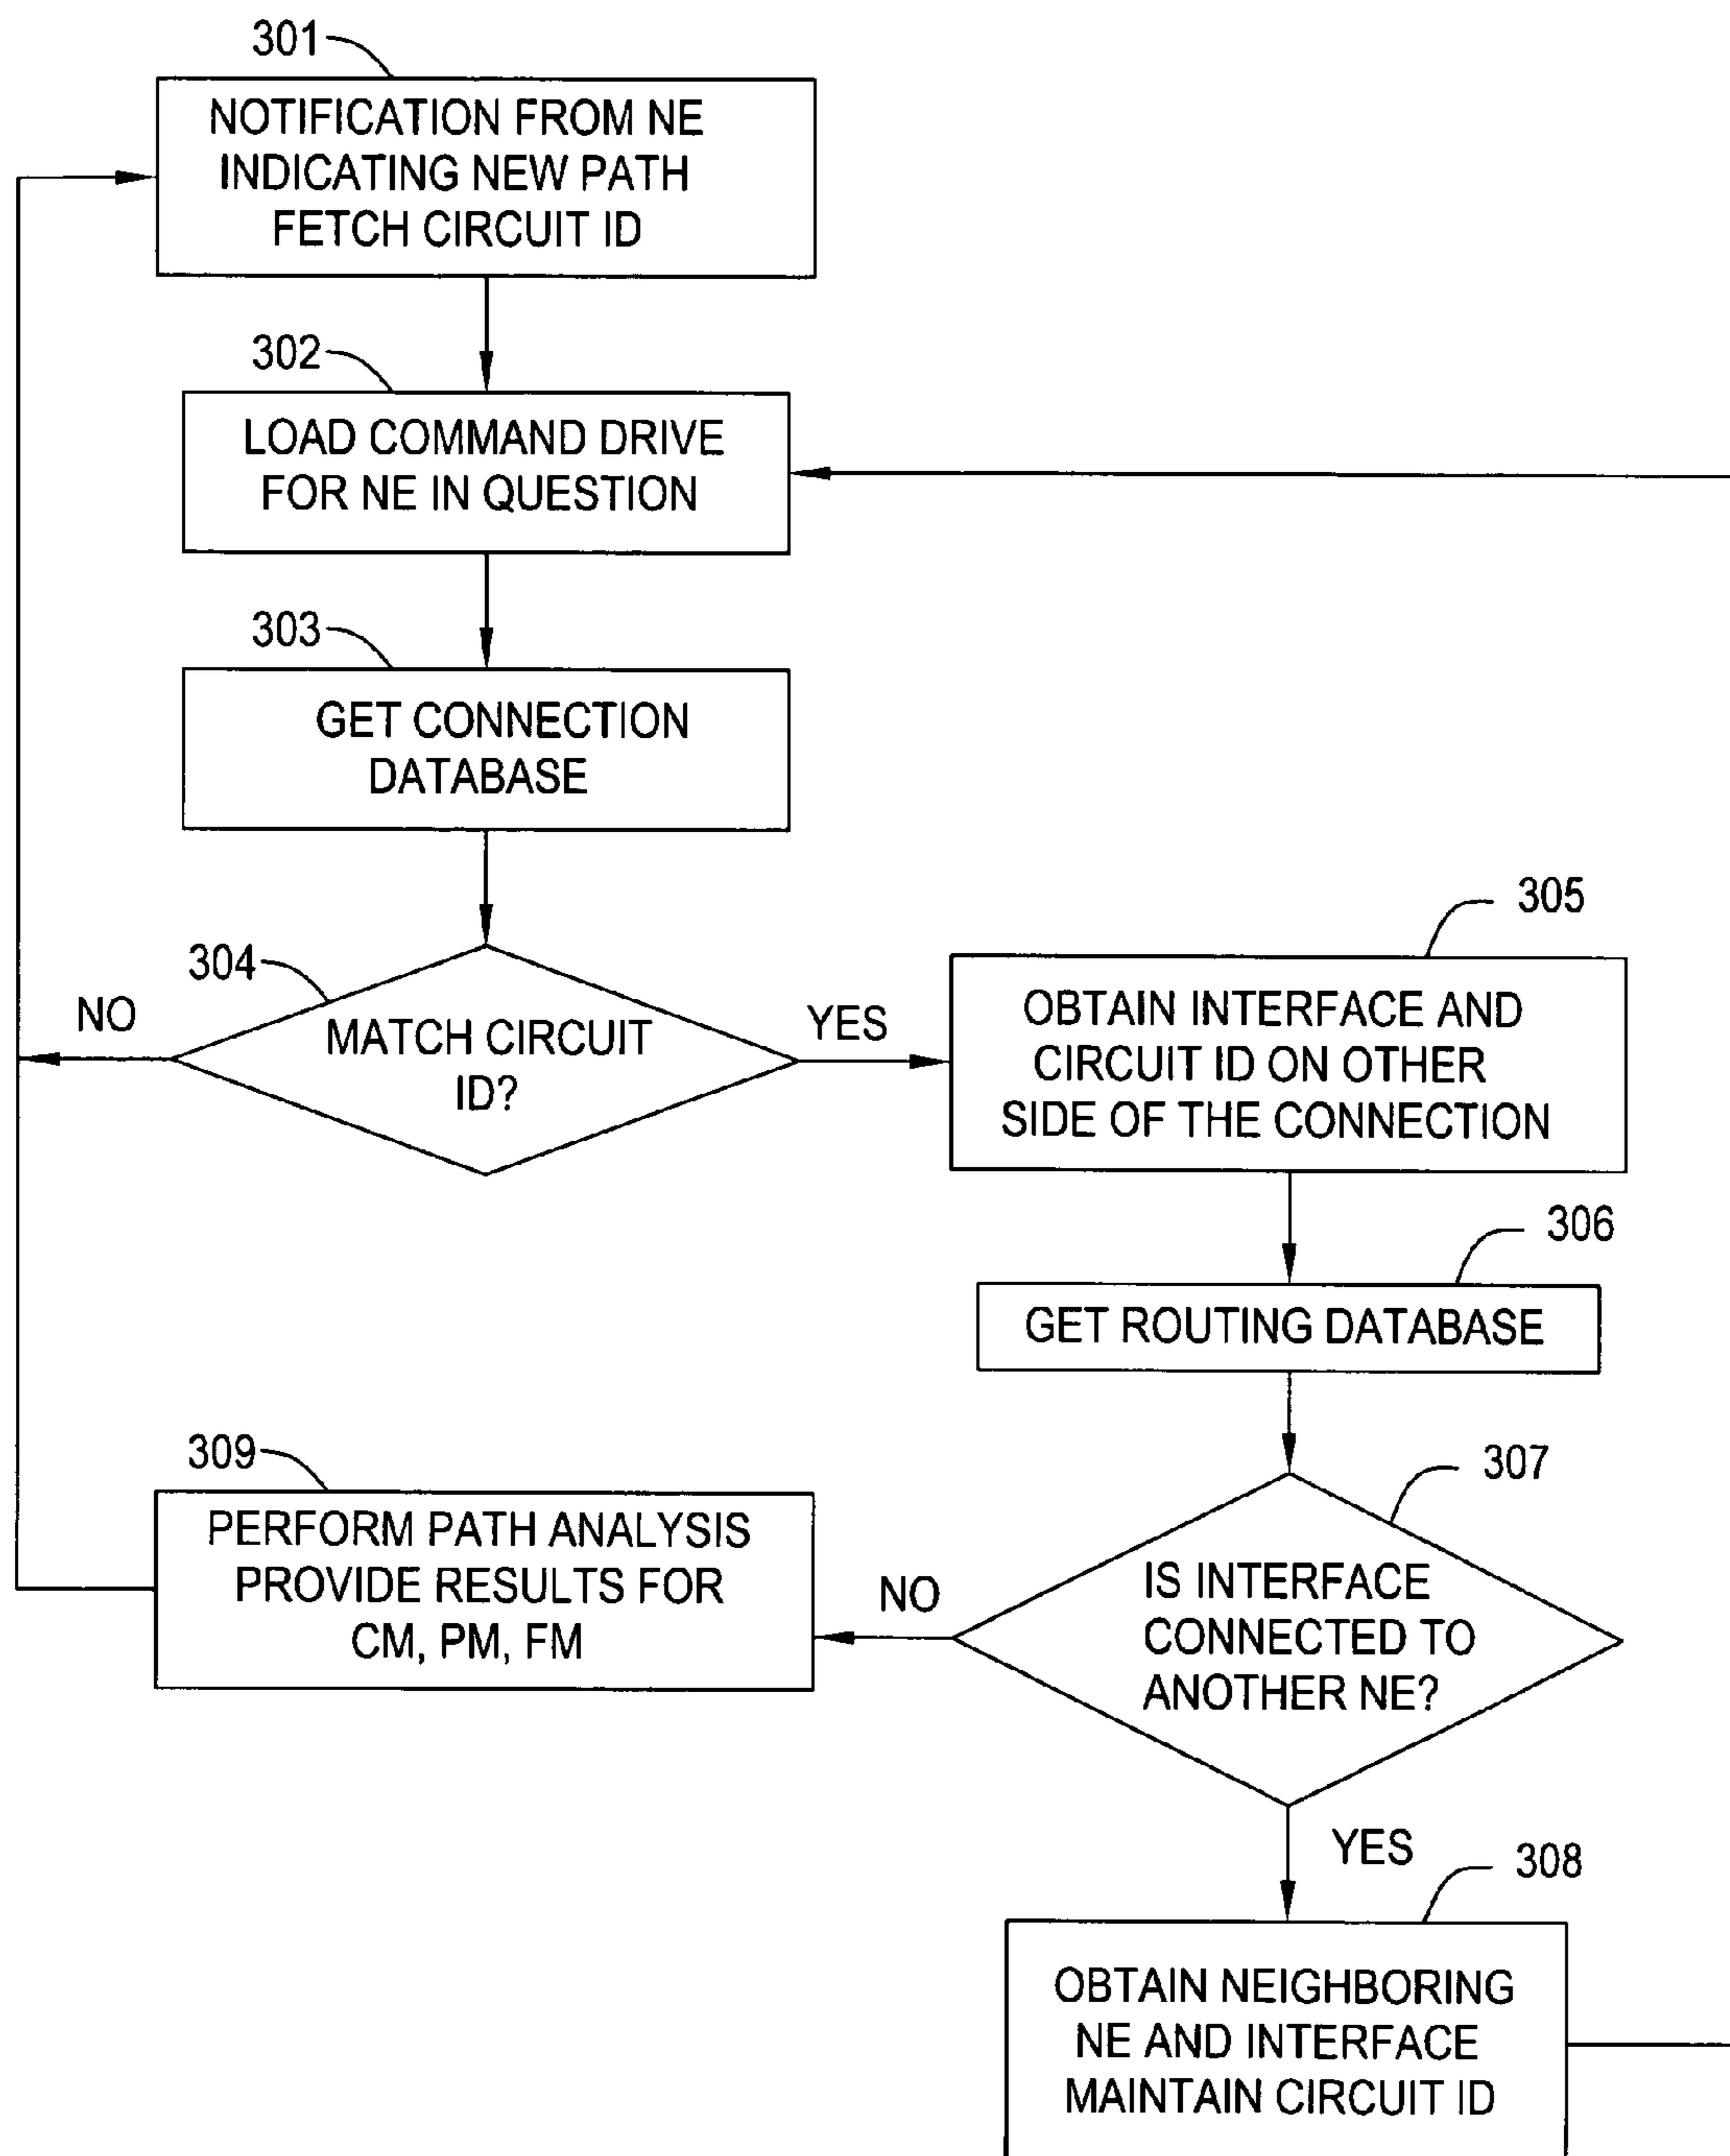 301
NOTIFICATION FROM NE
INDICATING NEW PATH
FETCH CIRCUIT ID
302
LOAD COMMAND DRIVE
FOR NE IN QUESTION
303
GET CONNECTION
DATABASE
304
NO
MATCH CIRCUIT
ID?
YES
305
OBTAIN INTERFACE AND
CIRCUIT ID ON OTHER
SIDE OF THE CONNECTION
306
GET ROUTING DATABASE
307
IS INTERFACE
CONNECTED TO
ANOTHER NE?
NO
309
PERFORM PATH ANALYSIS
PROVIDE RESULTS FOR
CM, PM, FM
YES
308
OBTAIN NEIGHBORING
NE AND INTERFACE
MAINTAIN CIRCUIT ID